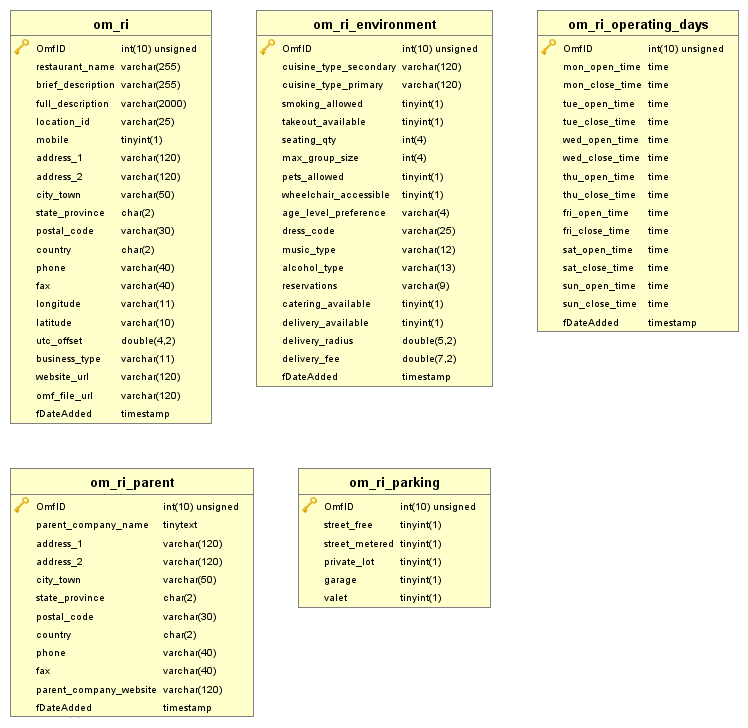 om_ri
OmfID int(10) unsigned
restaurant_name varchar(255)
brief_description varchar(255)
full_description varchar(2000)
location_id varchar(25)
mobile tinyint(1)
address_1 varchar(120)
address_2 varchar(120)
city_town varchar(50)
state_province char(2)
postal_code varchar(30)
country char(2)
phone varchar(40)
fax varchar(40)
longitude varchar(11)
latitude varchar(10)
utc_offset double(4,2)
business_type varchar(11)
website_url varchar(120)
omf_file_url varchar(120)
fDateAdded timestamp
om_ri_environment
OmfID int(10) unsigned
cuisine_type_secondary varchar(120)
cuisine_type_primary varchar(120)
smoking_allowed tinyint(1)
takeout_available tinyint(1)
seating_qty int(4)
max_group_size int(4)
pets_allowed tinyint(1)
wheelchair_accessible tinyint(1)
age_level_preference varchar(4)
dress_code varchar(25)
music_type varchar(12)
alcohol_type varchar(13)
reservations varchar(9)
catering_available tinyint(1)
delivery_available tinyint(1)
delivery_radius double(5,2)
delivery_fee double(7,2)
fDateAdded timestamp
om_ri_operating_days
OmfID int(10) unsigned
mon_open_time time
mon_close_time time
tue_open_time time
tue_close_time time
wed_open_time time
wed_close_time time
thu_open_time time
thu_close_time time
fri_open_time time
fri_close_time time
sat_open_time time
sat_close_time time
sun_open_time time
sun_close_time time
fDateAdded timestamp
om_ri_parent
OmfID int(10) unsigned
parent_company_name tinytext
address_1 varchar(120)
address_2 varchar(120)
city_town varchar(50)
state_province char(2)
postal_code varchar(30)
country char(2)
phone varchar(40)
fax varchar(40)
parent_company_website varchar(120)
fDateAdded timestamp
om_ri_parking
OmfID int(10) unsigned
street_free tinyint(1)
street_metered tinyint(1)
private_lot tinyint(1)
garage tinyint(1)
valet tinyint(1)